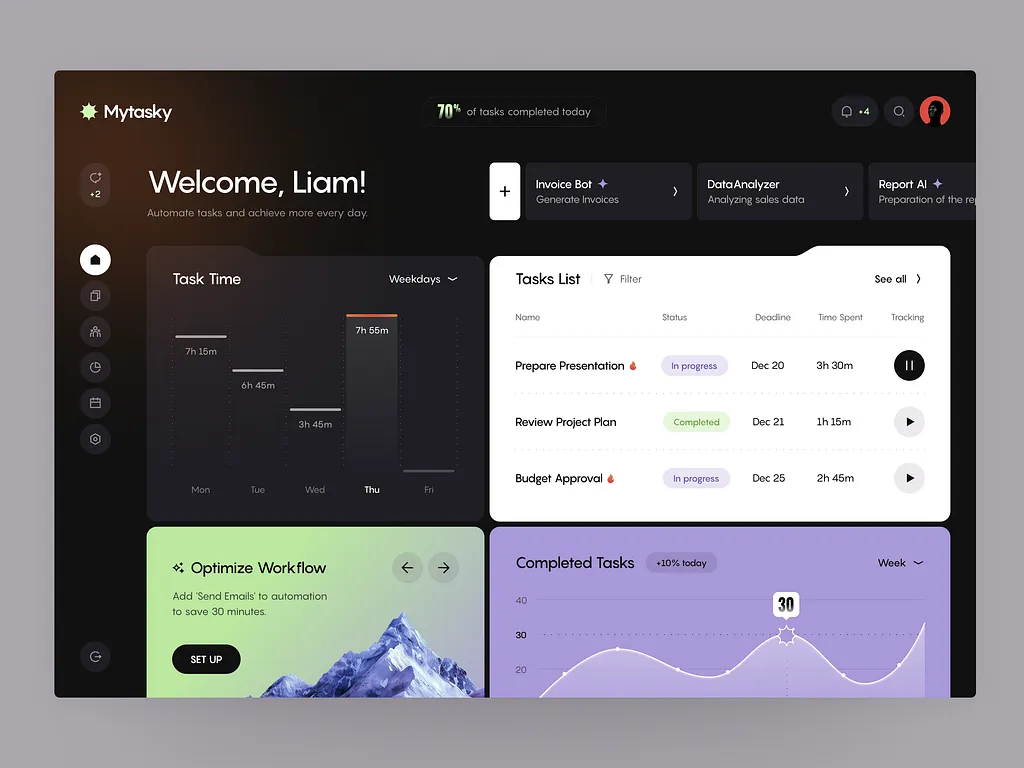 Mytasky
70% of tasks completed today
+4
+2
Welcome, Liam!
Automate tasks and achieve more every day.
+
Invoice Bot
Generate Invoices
DataAnalyzer
Analyzing sales data
Report AI
Preparation of the
Task Time
Weekdays
7h 15m
6h 45m
3h 45m
7h 55m
Mon Tue Wed Thu Fri
Tasks List
Filter
See all
Name Status Deadline Time Spent Tracking
Prepare Presentation In progress Dec 20 3h 30m
Review Project Plan Completed Dec 21 1h 15m
Budget Approval In progress Dec 25 2h 45m
Optimize Workflow
Add 'Send Emails' to automation
to save 30 minutes.
SET UP
Completed Tasks
+10% today
Week
40
30
30
20